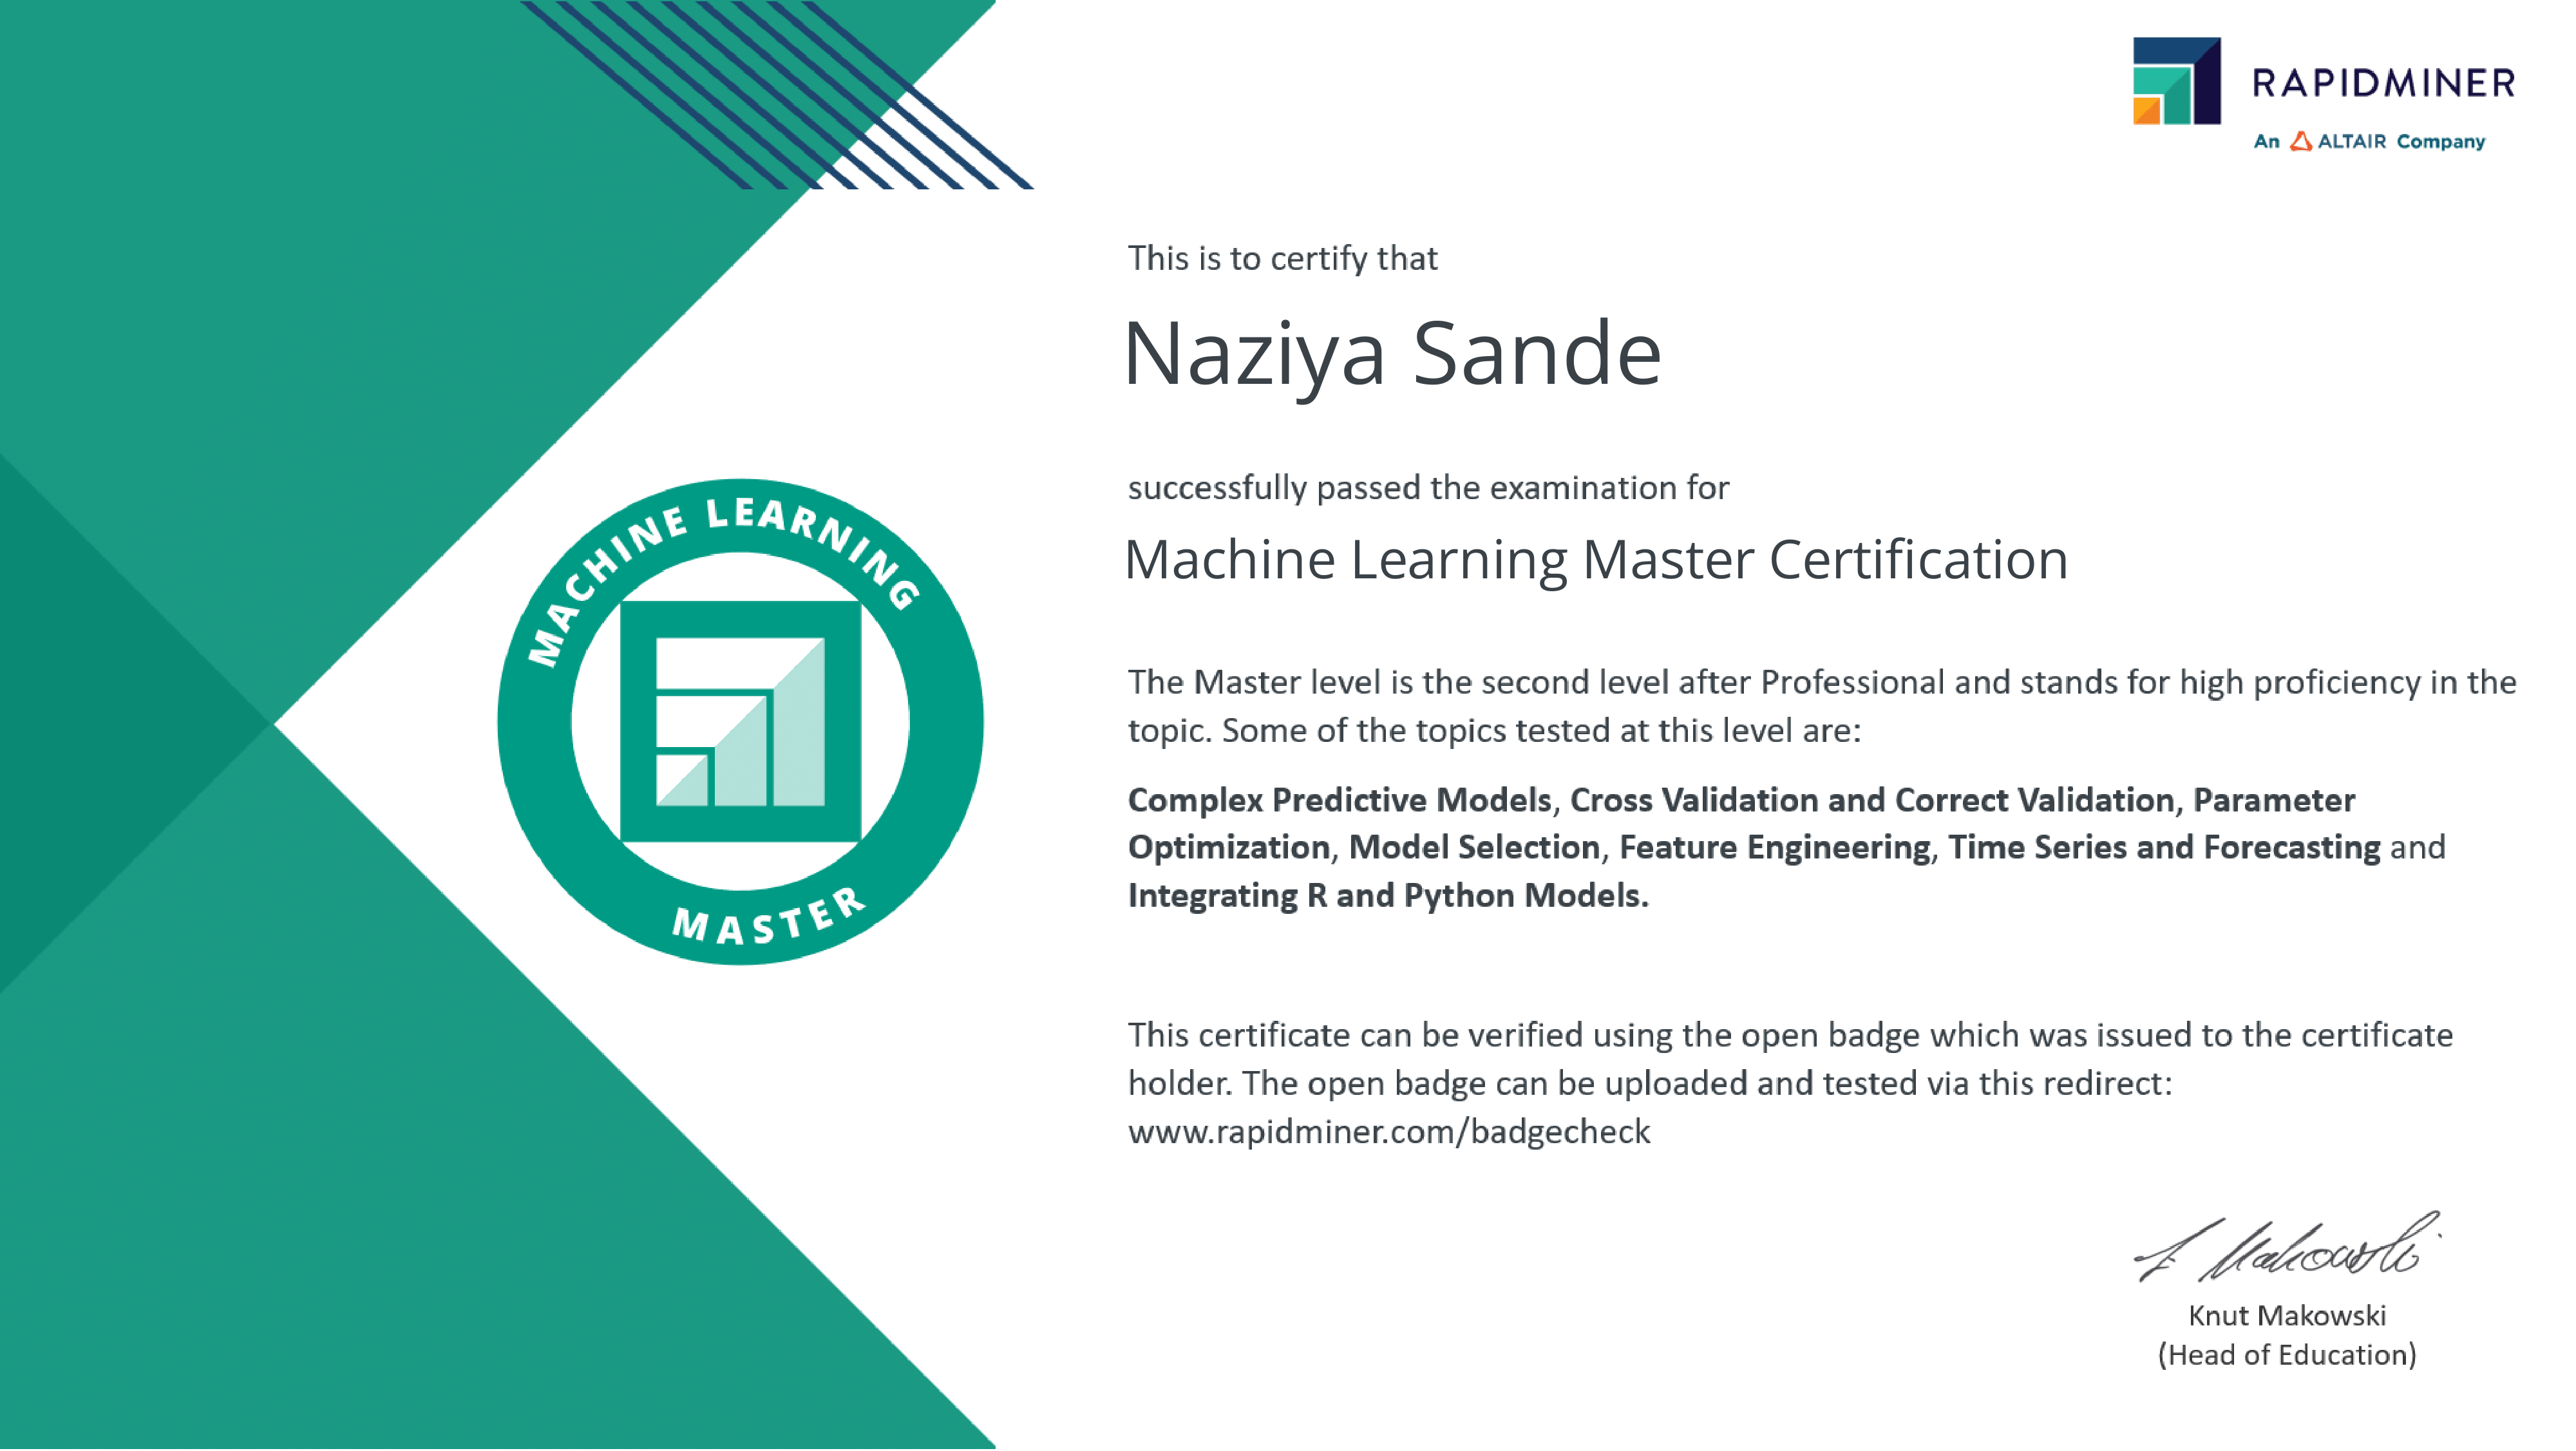 RAPIDMINER
An ALTAIR Company
This is to certify that
Naziya Sande
successfully passed the examination for
Machine Learning Master Certification
MACHINE LEARNING
MASTER
The Master level is the second level after Professional and stands for high proficiency in the
topic. Some of the topics tested at this level are:
Complex Predictive Models, Cross Validation and Correct Validation, Parameter
Optimization, Model Selection, Feature Engineering, Time Series and Forecasting and
Integrating R and Python Models.
This certificate can be verified using the open badge which was issued to the certificate
holder. The open badge can be uploaded and tested via this redirect:
www.rapidminer.com/badgecheck
Knut Makowski
(Head of Education)